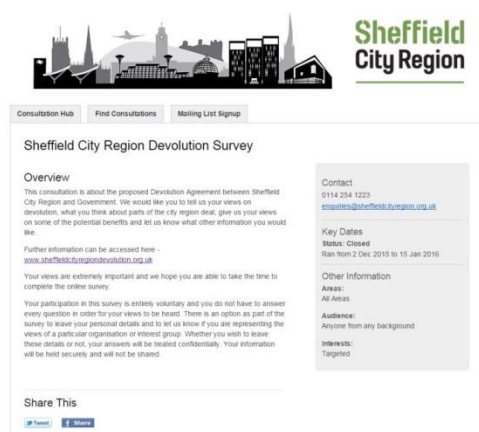 Sheffield
City Region
Consultation Hub
Find Consultations
Mailing List Signup
Sheffield City Region Devolution Survey
Overview
This consultation is about the proposed Devolution Agreement between Sheffield
City Region and Government. We would like you to tell us your views on
devolution, what you think about parts of the city region deal, give us your views
on some of the potential benefits and let us know what other information you would
like.
Further information can be accessed here -
www.sheffieldcityregiondevolution.org.uk
Your views are extremely important and we hope you are able to take the time to
complete the online survey.
Your participation in this survey is entirely voluntary and you do not have to answer
every question in order for your views to be heard. There is an option as part of the
survey to leave your personal details and to let us know if you are representing the
views of a particular organisation or interest group. Whether you wish to leave
these details or not, your answers will be treated confidentially. Your information
will be held securely and will not be shared.
Share This
Tweet
Share
Contact
0114 254 1223
enquiries@sheffieldcityregion.org.uk
Key Dates
Status: Closed
Ran from 2 Dec 2015 to 15 Jan 2016
Other Information
Areas:
All Areas
Audience:
Anyone from any background
Interests:
Targeted